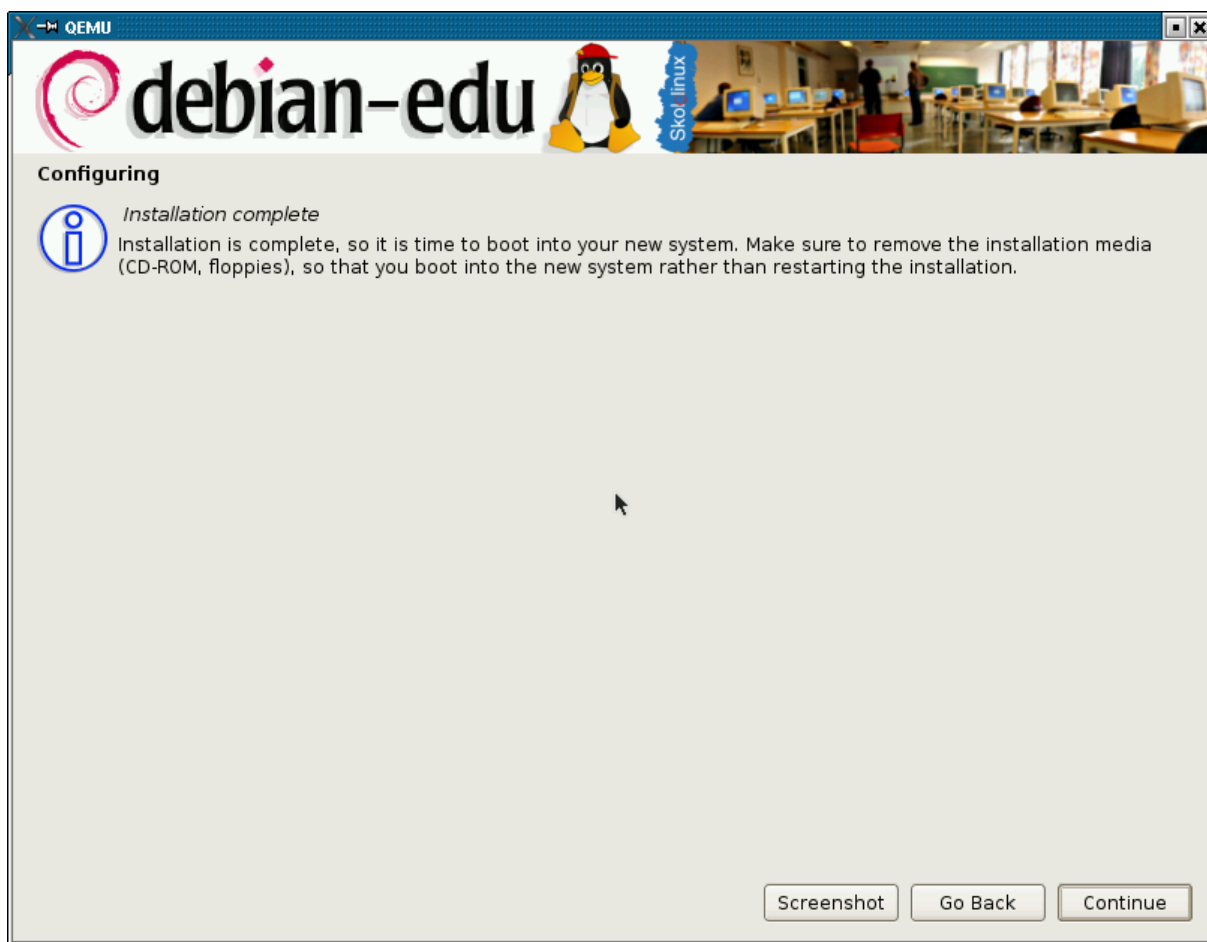 QEMU
debian-edu
Skolelinux
Configuring
Installation complete
Installation is complete, so it is time to boot into your new system. Make sure to remove the installation media
(CD-ROM, floppies), so that you boot into the new system rather than restarting the installation.
Screenshot
Go Back
Continue